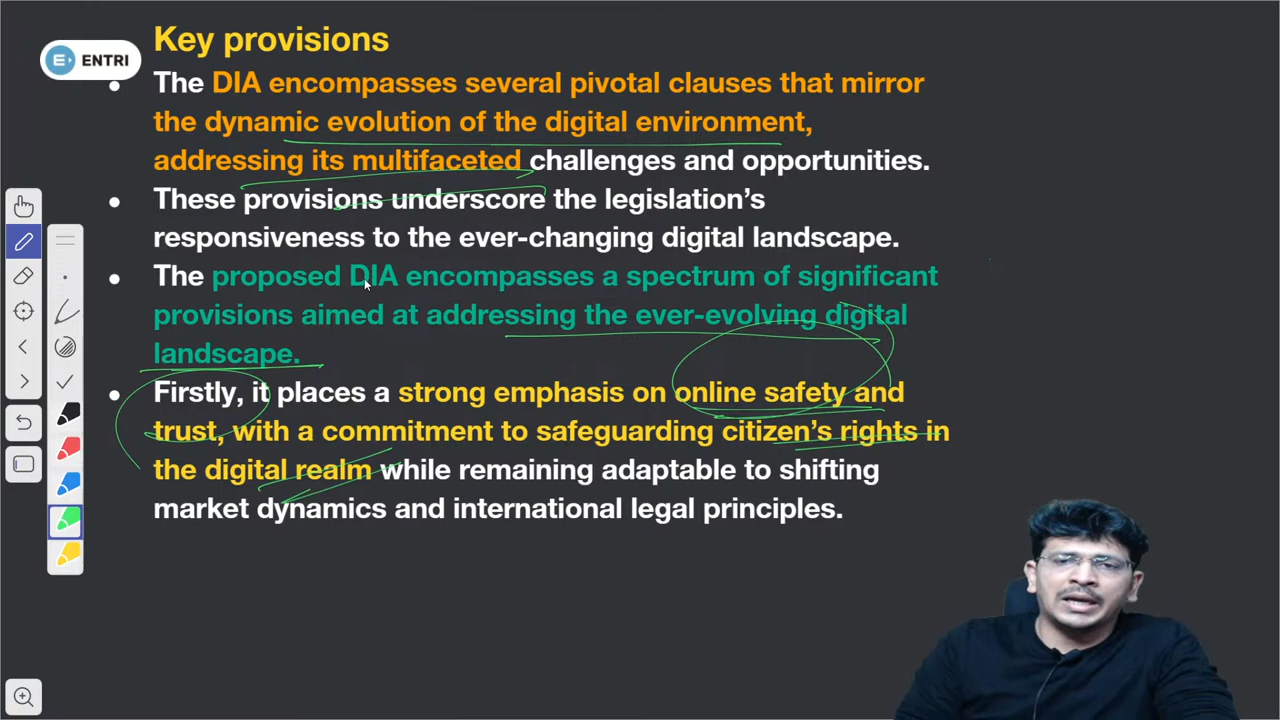 Key provisions
ENTRI
• The DIA encompasses several pivotal clauses that mirror
the dynamic evolution of the digital environment,
addressing its multifaceted challenges and opportunities.
• These provisions underscore the legislation's
responsiveness to the ever-changing digital landscape.
• The proposed DIA encompasses a spectrum of significant
provisions aimed at addressing the ever-evolving digital
landscape.
• Firstly, it places a strong emphasis on online safety and
trust, with a commitment to safeguarding citizen's rights in
the digital realm while remaining adaptable to shifting
market dynamics and international legal principles.